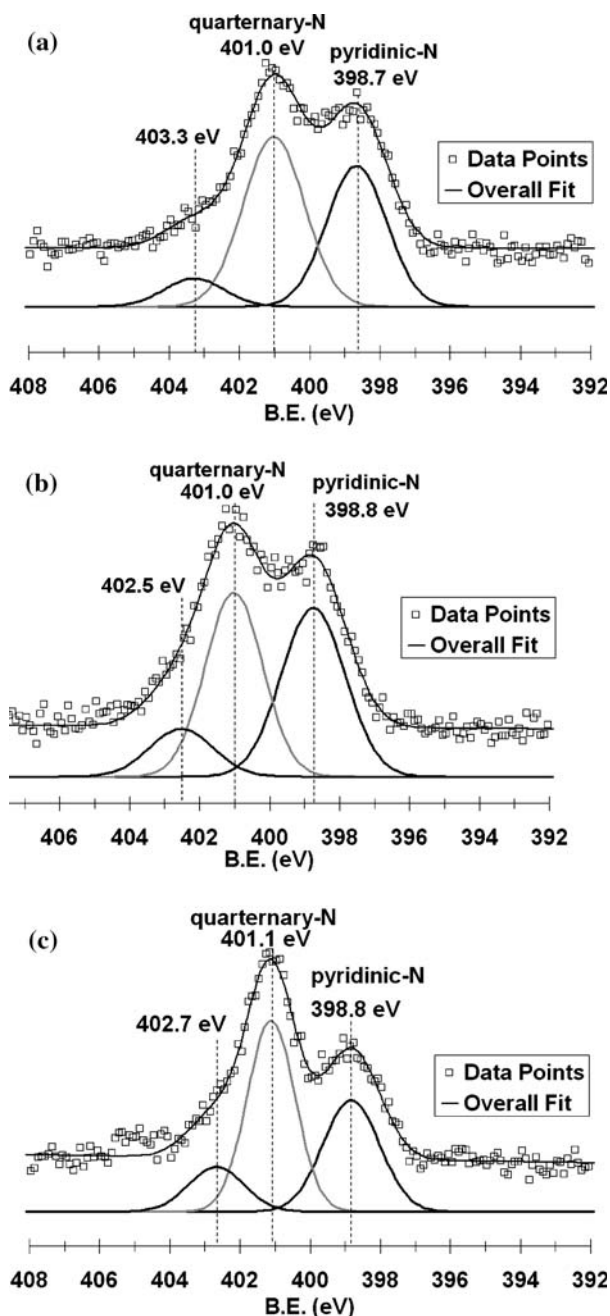 (a)
quarternary-N
401.0 eV
pyridinic-N
398.7 eV
403.3 eV
Data Points
Overall Fit
408 406 404 402 400 398 396 394 392
B.E. (eV)
(b)
quarternary-N
401.0 eV
pyridinic-N
398.8 eV
402.5 eV
Data Points
Overall Fit
406 404 402 400 398 396 394 392
B.E. (eV)
(c)
quarternary-N
401.1 eV
pyridinic-N
398.8 eV
402.7 eV
Data Points
Overall Fit
408 406 404 402 400 398 396 394 392
B.E. (eV)